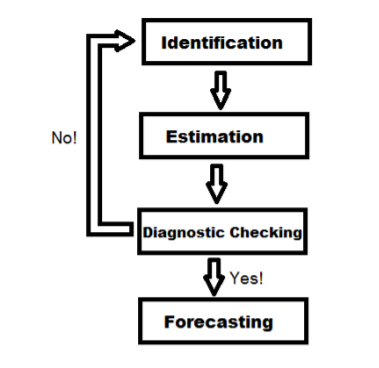 Identification
No!
Estimation
Diagnostic Checking
Yes!
Forecasting